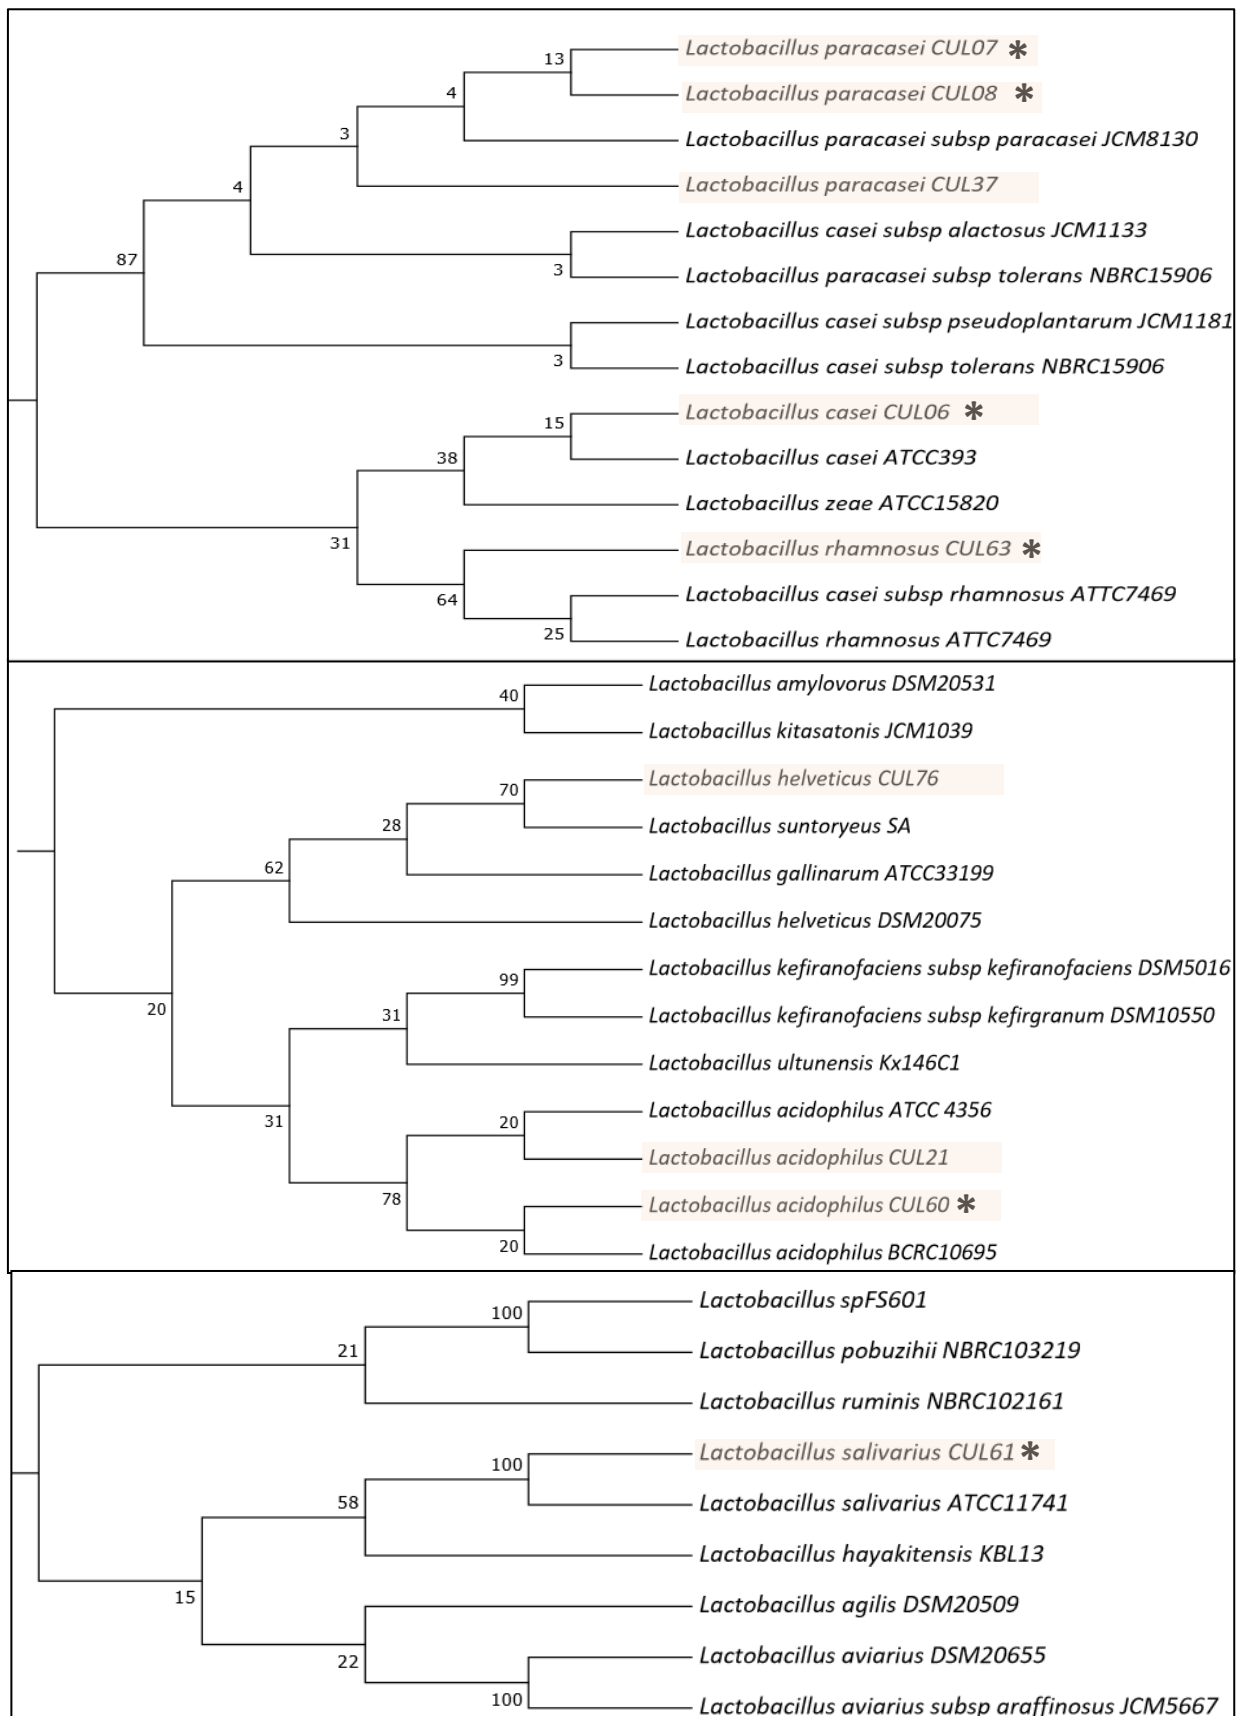 Lactobacillus paracasei CUL07 *
13
Lactobacillus paracasei CUL08 *
4
Lactobacillus paracasei subsp paracasei JCM8130
3
Lactobacillus paracasei CUL37
4
Lactobacillus casei subsp alactosus JCM1133
87
3
Lactobacillus paracasei subsp tolerans NBRC15906
Lactobacillus casei subsp pseudoplantarum JCM1181
3
Lactobacillus casei subsp tolerans NBRC15906
Lactobacillus casei CUL06 *
15
Lactobacillus casei ATCC393
38
Lactobacillus zeae ATCC15820
31
Lactobacillus rhamnosus CUL63 *
64
Lactobacillus casei subsp rhamnosus ATTC7469
25
Lactobacillus rhamnosus ATTC7469
Lactobacillus amylovorus DSM20531
40
Lactobacillus kitasatonis JCM1039
Lactobacillus helveticus CUL76
70
Lactobacillus suntoryeus SA
28
Lactobacillus gallinarum ATCC33199
62
Lactobacillus helveticus DSM20075
Lactobacillus kefiranofaciens subsp kefiranofaciens DSM5016
99
20
Lactobacillus kefiranofaciens subsp kefirgranum DSM10550
31
Lactobacillus ultunensis Kx146C1
Lactobacillus acidophilus ATCC 4356
31
20
Lactobacillus acidophilus CUL21
78
Lactobacillus acidophilus CUL60 *
20
Lactobacillus acidophilus BCRC10695
Lactobacillus spFS601
100
Lactobacillus pobuzihii NBRC103219
21
Lactobacillus ruminis NBRC102161
Lactobacillus salivarius CUL61 *
100
Lactobacillus salivarius ATCC11741
58
Lactobacillus hayakitensis KBL13
15
Lactobacillus agilis DSM20509
22
Lactobacillus aviarius DSM20655
100
Lactobacillus aviarius subsp araffinosus JCM5667